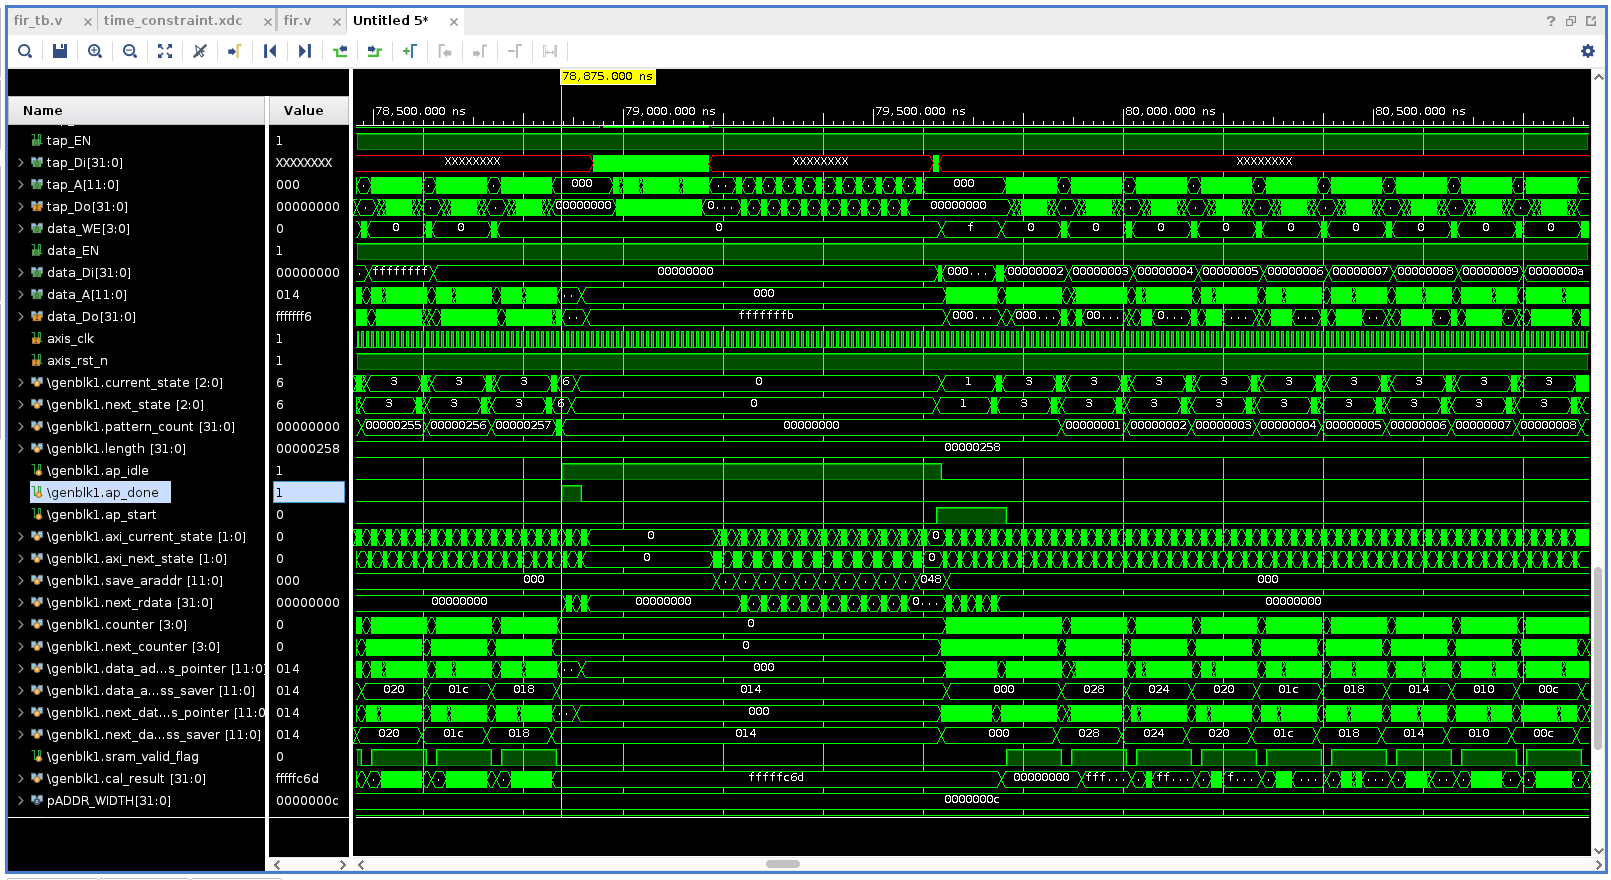 fir_tb.v × time_constraint.xdc × fir.v × Untitled 5* ×
78,875.000 ns
Name Value
78,500.000 ns 79,000.000 ns 79,500.000 ns 80,000.000 ns 80,500.000 ns
tap_EN 1
tap_Di[31:0] XXXXXXXX XXXXXXXX XXXXXXXX XXXXXXXX
tap_A[11:0] 000 000 000
tap_Do[31:0] 00000000 00000000 0... 00000000
data_WE[3:0] 0 0 0 0 f 0 0 0 0 0 0 0 0 0
data_EN 1
data_Di[31:0] 00000000 ffffffff 00000000 000... 00000002 00000003 00000004 00000005 00000006 00000007 00000008 00000009 0000000a
data_A[11:0] 014 000
data_Do[31:0] fffffff6 fffffffb 000... 000... 00... 0...
axis_clk 1
axis_rst_n 1
\genblk1.current_state [2:0] 6 3 3 3 6 0 1 3 3 3 3 3 3 3 3 3
\genblk1.next_state [2:0] 6 3 3 3 6 0 1 3 3 3 3 3 3 3 3 3
\genblk1.pattern_count [31:0] 00000000 00000255 00000256 00000257 00000000 00000001 00000002 00000003 00000004 00000005 00000006 00000007 00000008
\genblk1.length [31:0] 00000258 00000258
\genblk1.ap_idle 1
\genblk1.ap_done 1
\genblk1.ap_start 0
\genblk1.axi_current_state [1:0] 0 0 0
\genblk1.axi_next_state [1:0] 0 0 0
\genblk1.save_araddr [11:0] 000 000 048 000
\genblk1.next_rdata [31:0] 00000000 00000000 00000000 0... 00000000
\genblk1.counter [3:0] 0 0
\genblk1.next_counter [3:0] 0 0
\genblk1.data_ad...s_pointer [11:0] 014 000
\genblk1.data_a...ss_saver [11:0] 014 020 01c 018 014 000 028 024 020 01c 018 014 010 00c
\genblk1.next_dat...s_pointer [11:0 014 000
\genblk1.next_da...ss_saver [11:0] 014 020 01c 018 014 000 028 024 020 01c 018 014 010 00c
\genblk1.sram_valid_flag 0
\genblk1.cal_result [31:0] fffffc6d fffffc6d 00000000 fff... ff... f...
pADDR_WIDTH[31:0] 0000000c 0000000c